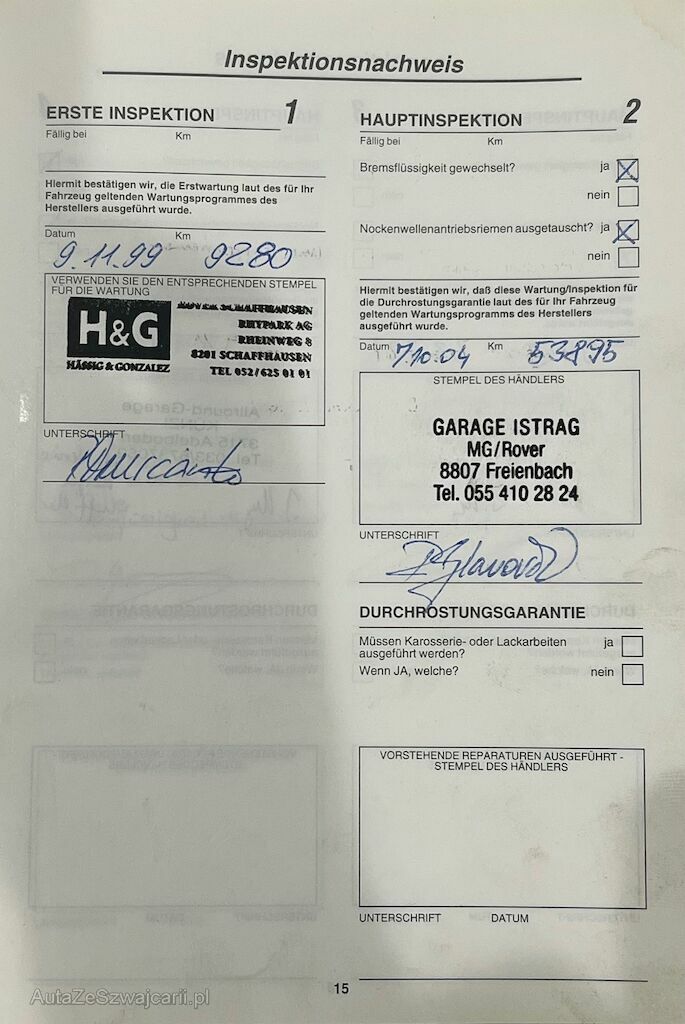 Inspektionsnachweis
ERSTE INSPEKTION 1
Fällig bei Km
Hiermit bestätigen wir, die Erstwartung laut des für Ihr
Fahrzeug geltenden Wartungsprogrammes des
Herstellers ausgeführt wurde.
Datum Km
9.11.99 9280
VERWENDEN SIE DEN ENTSPRECHENDEN STEMPEL
FÜR DIE WARTUNG
H&G
HÄSSIG & GONZALEZ
ROVER SCHAFFHAUSEN
RHYPARK AG
RHEINWEG 8
8201 SCHAFFHAUSEN
TEL 052/625 01 01
UNTERSCHRIFT
HAUPTINSPEKTION 2
Fällig bei Km
Bremsflüssigkeit gewechselt? ja
nein
Nockenwellenantriebsriemen ausgetauscht? ja
nein
Hiermit bestätigen wir, daß diese Wartung/Inspektion für
die Durchrostungsgarantie laut des für Ihr Fahrzeug
geltenden Wartungsprogramms des Herstellers
ausgeführt wurde.
Datum 7.10.04 Km 53895
STEMPEL DES HÄNDLERS
GARAGE ISTRAG
MG/Rover
8807 Freienbach
Tel. 055 410 28 24
UNTERSCHRIFT
DURCHROSTUNGSGARANTIE
Müssen Karosserie- oder Lackarbeiten ja
ausgeführt werden?
Wenn JA, welche? nein
VORSTEHENDE REPARATUREN AUSGEFÜHRT -
STEMPEL DES HÄNDLERS
UNTERSCHRIFT DATUM
15
AutaZeSzwajcarii.pl